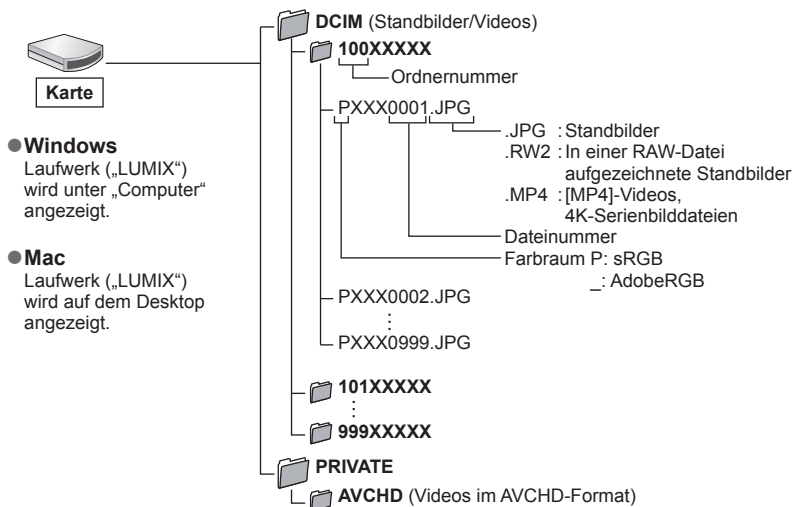 DCIM (Standbilder/Videos)
100XXXXX
Ordnernummer
Karte
PXXX0001.JPG
.JPG : Standbilder
.RW2 : In einer RAW-Datei
aufgezeichnete Standbilder
.MP4 : [MP4]-Videos,
4K-Serienbilddateien
Dateinummer
Farbraum P: sRGB
_: AdobeRGB
●Windows
Laufwerk („LUMIX“)
wird unter „Computer“
angezeigt.
●Mac
Laufwerk („LUMIX“)
wird auf dem Desktop
angezeigt.
PXXX0002.JPG
⋮
PXXX0999.JPG
101XXXXX
⋮
999XXXXX
PRIVATE
AVCHD (Videos im AVCHD-Format)